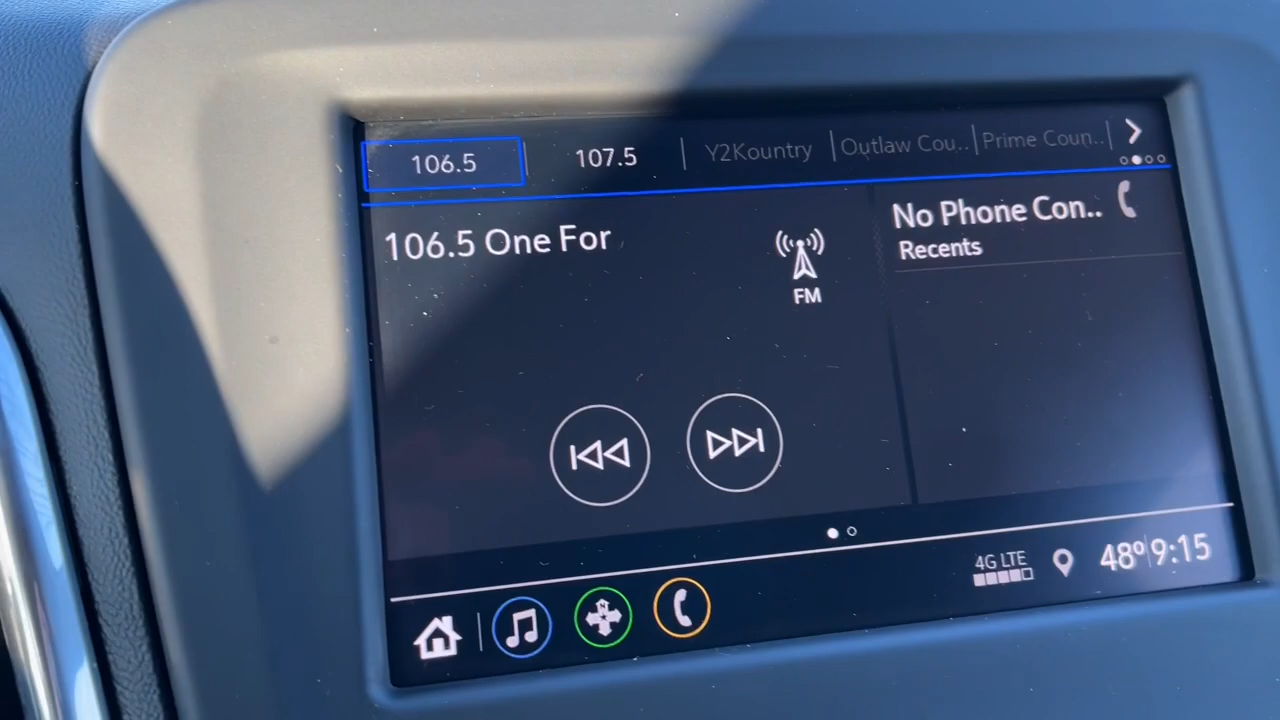 106.5
107.5
Y2Kountry
Outlaw Cou..
Prime Coun..
106.5 One For
FM
No Phone Con..
Recents
4G LTE
48° 9:15